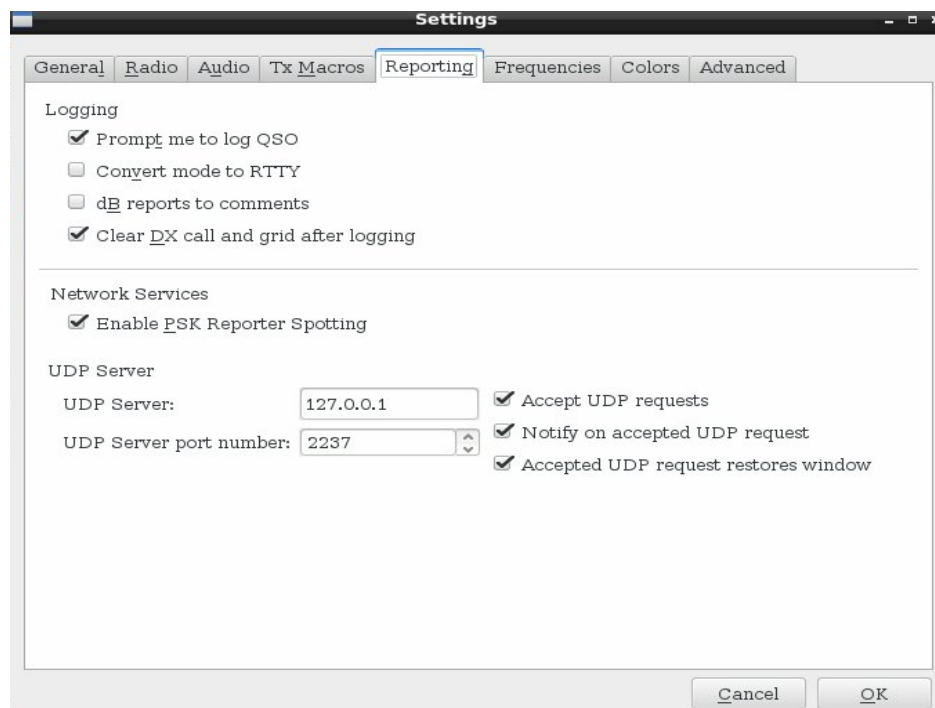 Settings
General Radio Audio Tx Macros Reporting Frequencies Colors Advanced
Logging
Prompt me to log QSO
Convert mode to RTTY
dB reports to comments
Clear DX call and grid after logging
Network Services
Enable PSK Reporter Spotting
UDP Server
UDP Server: 127.0.0.1 Accept UDP requests
UDP Server port number: 2237 Notify on accepted UDP request
Accepted UDP request restores window
Cancel OK